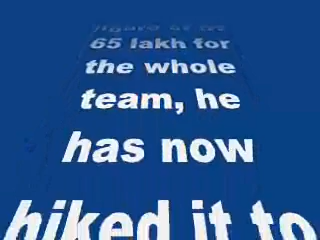 65 lakh for
the whole
team, he
has now
hiked it to